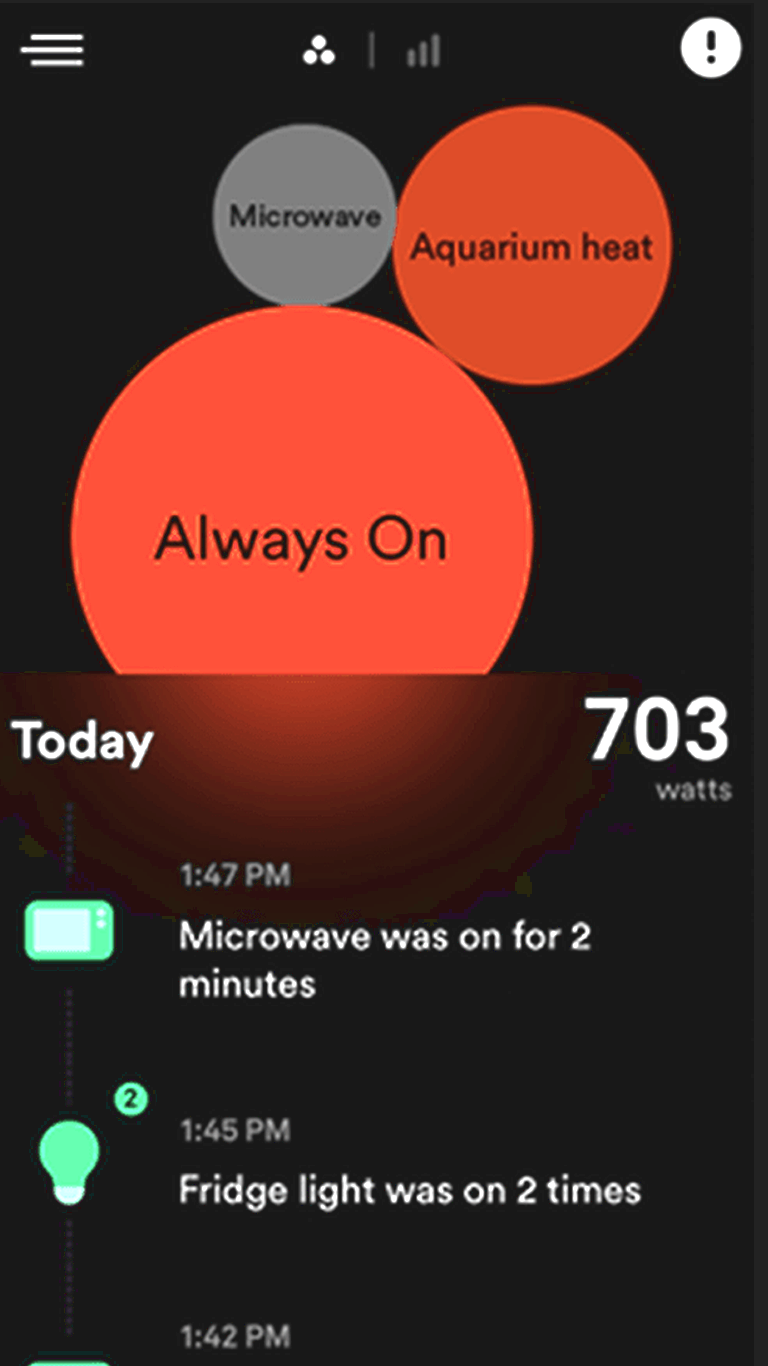 !
Microwave
Aquarium heat
Always On
Today
703
watts
1:47 PM
Microwave was on for 2
minutes
2
1:45 PM
Fridge light was on 2 times
1:42 PM